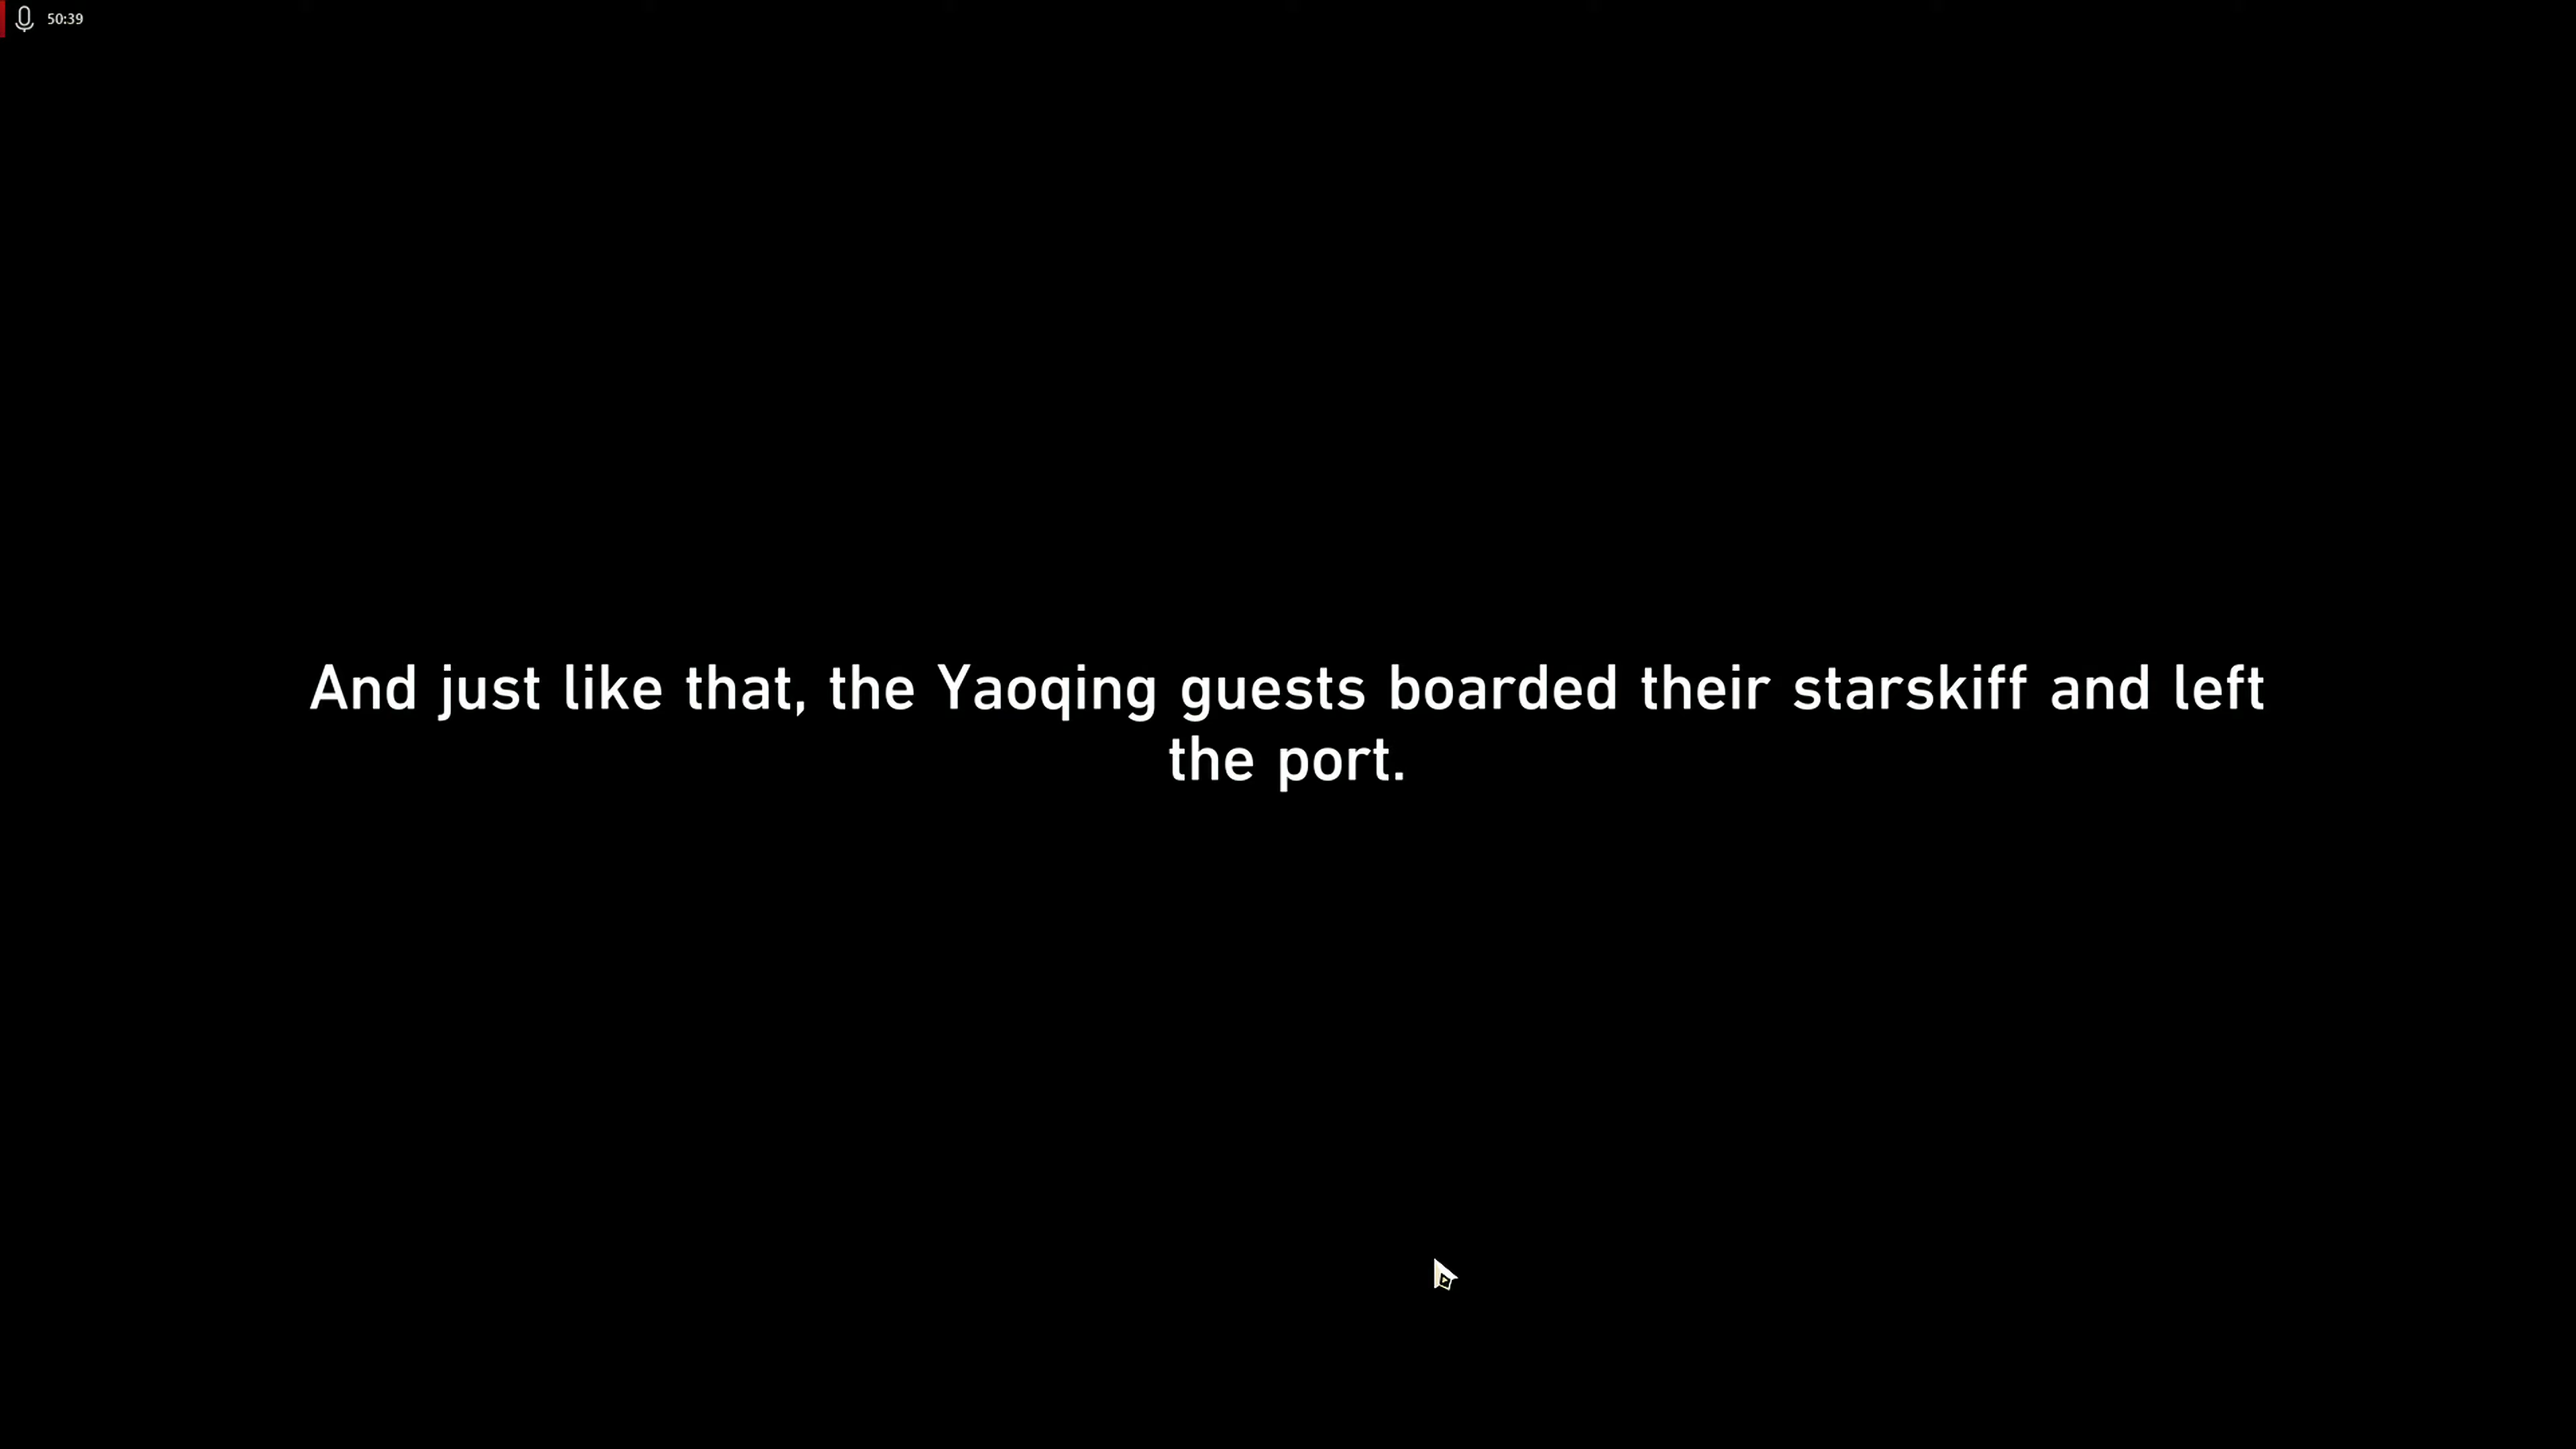 50:39
And just like that, the Yaoqing guests boarded their starskiff and left
the port.